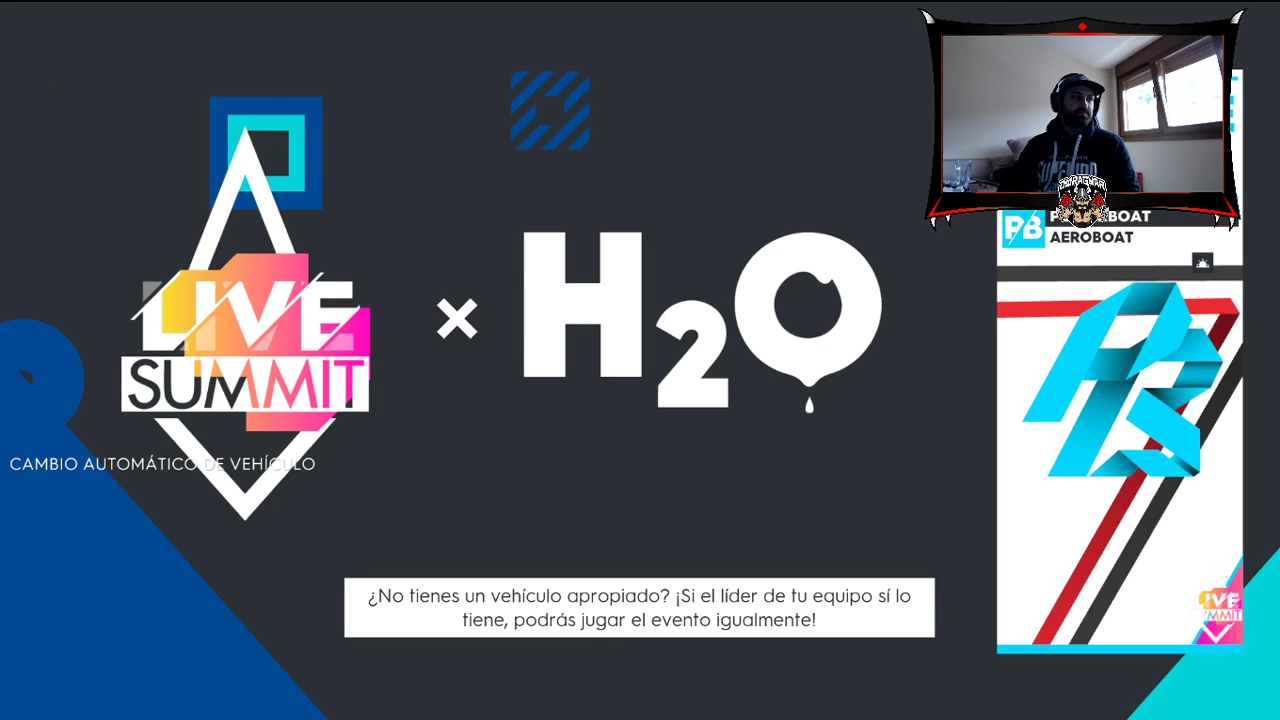 LIVE
SUMMIT
×
H2O
CAMBIO AUTOMÁTICO DE VEHÍCULO
¿No tienes un vehículo apropiado? ¡Si el líder de tu equipo sí lo
tiene, podrás jugar el evento igualmente!
PB
AEROBOAT
LIVE